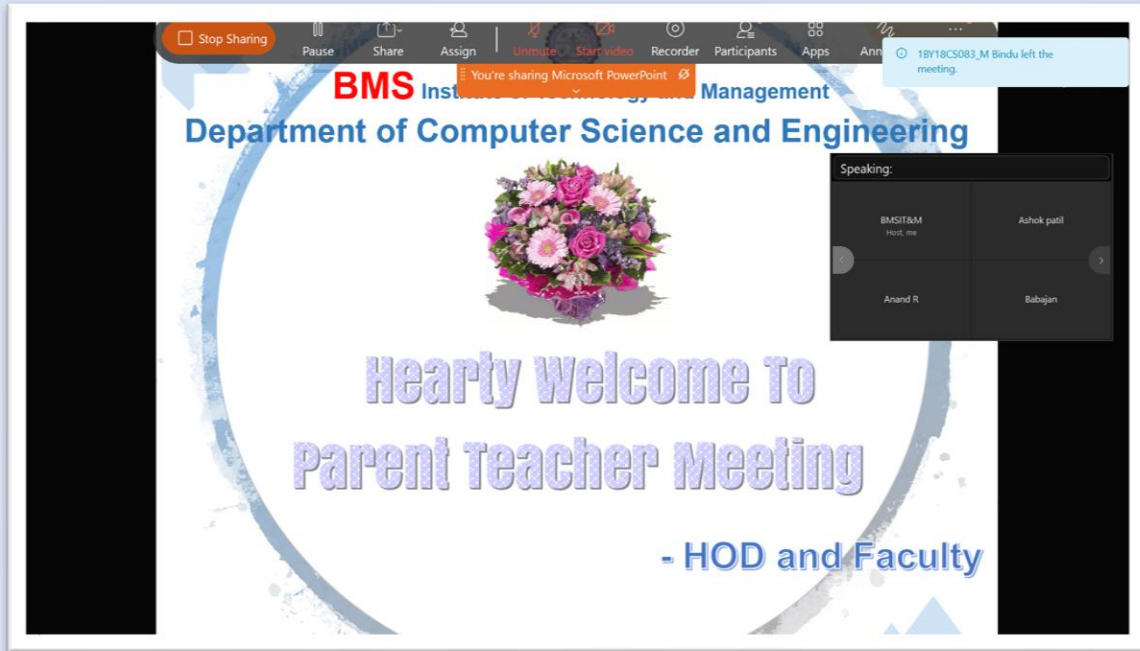 Stop Sharing
Pause
Share
Assign
Unmute
Start video
Recorder
Participants
Apps
1BY18CS083_M Bindu left the
meeting.
You're sharing Microsoft PowerPoint
BMS and Management
Department of Computer Science and Engineering
Speaking:
BMSIT&M
Host, me
Ashok patil
Anand R
Babajan
Hearty Welcome To
Parent Teacher Meeting
- HOD and Faculty